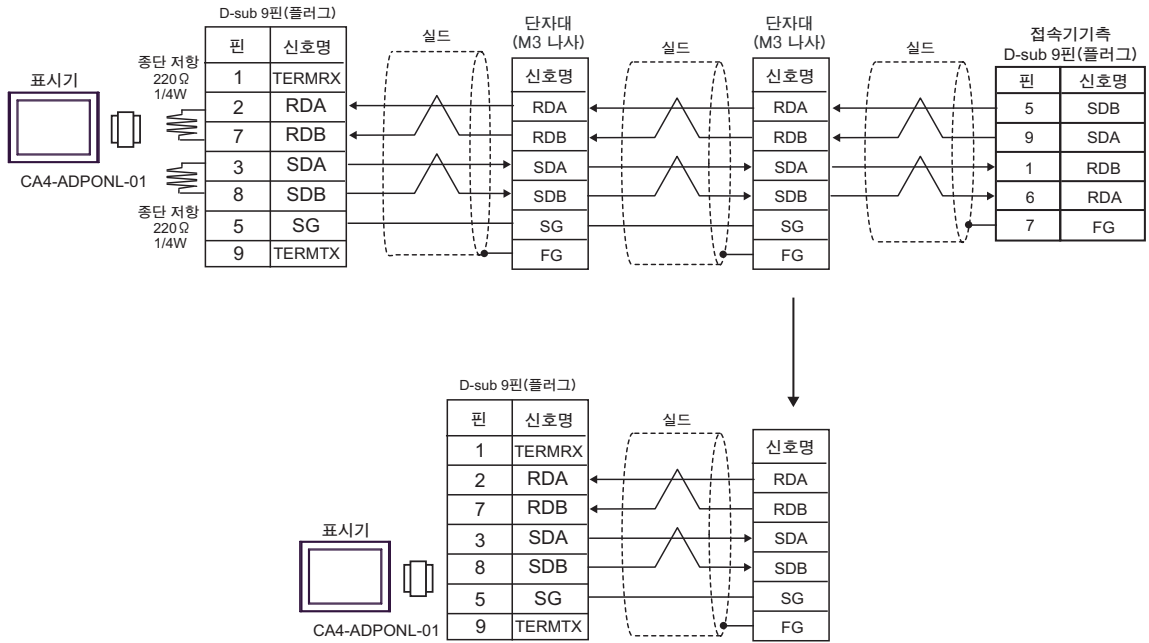 D-sub 9핀(플러그)
핀 신호명
1 TERMRX
2 RDA
7 RDB
3 SDA
8 SDB
5 SG
9 TERMTX
종단 저항
220Ω
1/4W
표시기
CA4-ADPONL-01
종단 저항
220Ω
1/4W
실드
단자대
(M3 나사)
신호명
RDA
RDB
SDA
SDB
SG
FG
실드
단자대
(M3 나사)
신호명
RDA
RDB
SDA
SDB
SG
FG
실드
접속기기측
D-sub 9핀(플러그)
핀 신호명
5 SDB
9 SDA
1 RDB
6 RDA
7 FG
D-sub 9핀(플러그)
핀 신호명
1 TERMRX
2 RDA
7 RDB
3 SDA
8 SDB
5 SG
9 TERMTX
표시기
CA4-ADPONL-01
실드
신호명
RDA
RDB
SDA
SDB
SG
FG